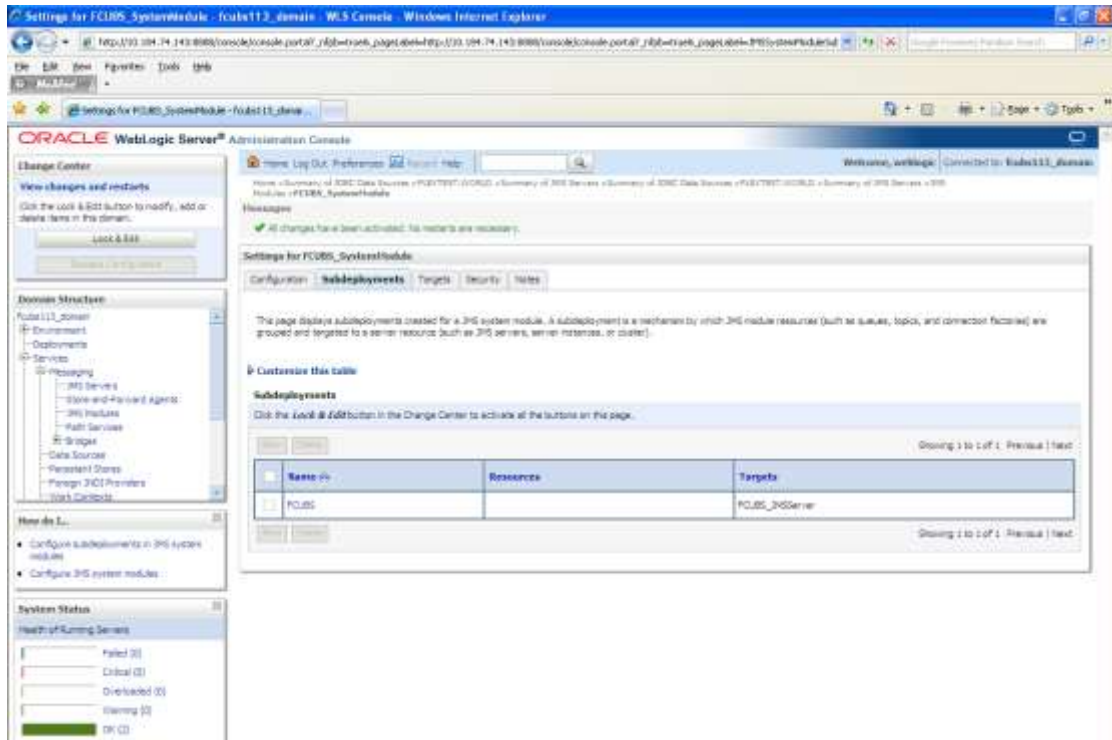 Settings for FCUBS_SystemModule - fcubs113_domain - WLS Console - Windows Internet Explorer
File Edit View Favorites Tools Help
Settings for FCUBS_SystemModule - fcubs113_domai...
Page Tools
ORACLE WebLogic Server® Administration Console
Change Center
View changes and restarts
Click the Lock & Edit button to modify, add or
delete items in this domain.
Lock & Edit
Release Configuration
Domain Structure
fcubs113_domain
Environment
Deployments
Services
Messaging
JMS Servers
Store-and-Forward Agents
JMS Modules
Path Services
Bridges
Data Sources
Persistent Stores
Foreign JNDI Providers
Work Contexts
How do I...
Configure subdeployments in JMS system
modules
Configure JMS system modules
System Status
Health of Running Servers
Failed (0)
Critical (0)
Overloaded (0)
Warning (0)
OK (2)
Home Log Out Preferences Record Help
Welcome, weblogic Connected to: fcubs113_domain
Modules >FCUBS_SystemModule
Messages
All changes have been activated. No restarts are necessary.
Settings for FCUBS_SystemModule
Configuration Subdeployments Targets Security Notes
This page displays subdeployments created for a JMS system module. A subdeployment is a mechanism by which JMS module resources (such as queues, topics, and connection factories) are
grouped and targeted to a server resource (such as JMS servers, server instances, or cluster).
Customize this table
Subdeployments
Click the Lock & Edit button in the Change Center to activate all the buttons on this page.
New Delete
Showing 1 to 1 of 1 Previous | Next
Name Resources Targets
FCUBS FCUBS_JMSServer
New Delete
Showing 1 to 1 of 1 Previous | Next